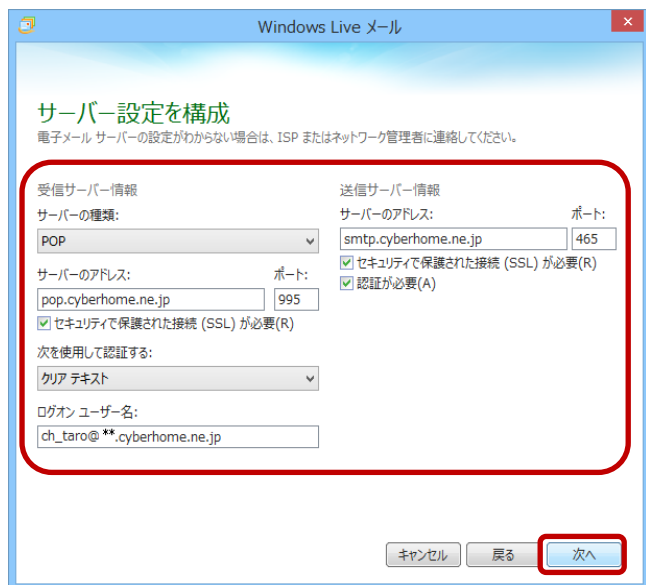 Windows Live メール
サーバー設定を構成
電子メール サーバーの設定がわからない場合は、ISP またはネットワーク管理者に連絡してください。
受信サーバー情報
サーバーの種類:
POP
サーバーのアドレス: ポート:
pop.cyberhome.ne.jp 995
セキュリティで保護された接続 (SSL) が必要(R)
次を使用して認証する:
クリア テキスト
ログオン ユーザー名:
ch_taro@ **.cyberhome.ne.jp
送信サーバー情報
サーバーのアドレス: ポート:
smtp.cyberhome.ne.jp 465
セキュリティで保護された接続 (SSL) が必要(R)
認証が必要(A)
キャンセル 戻る 次へ